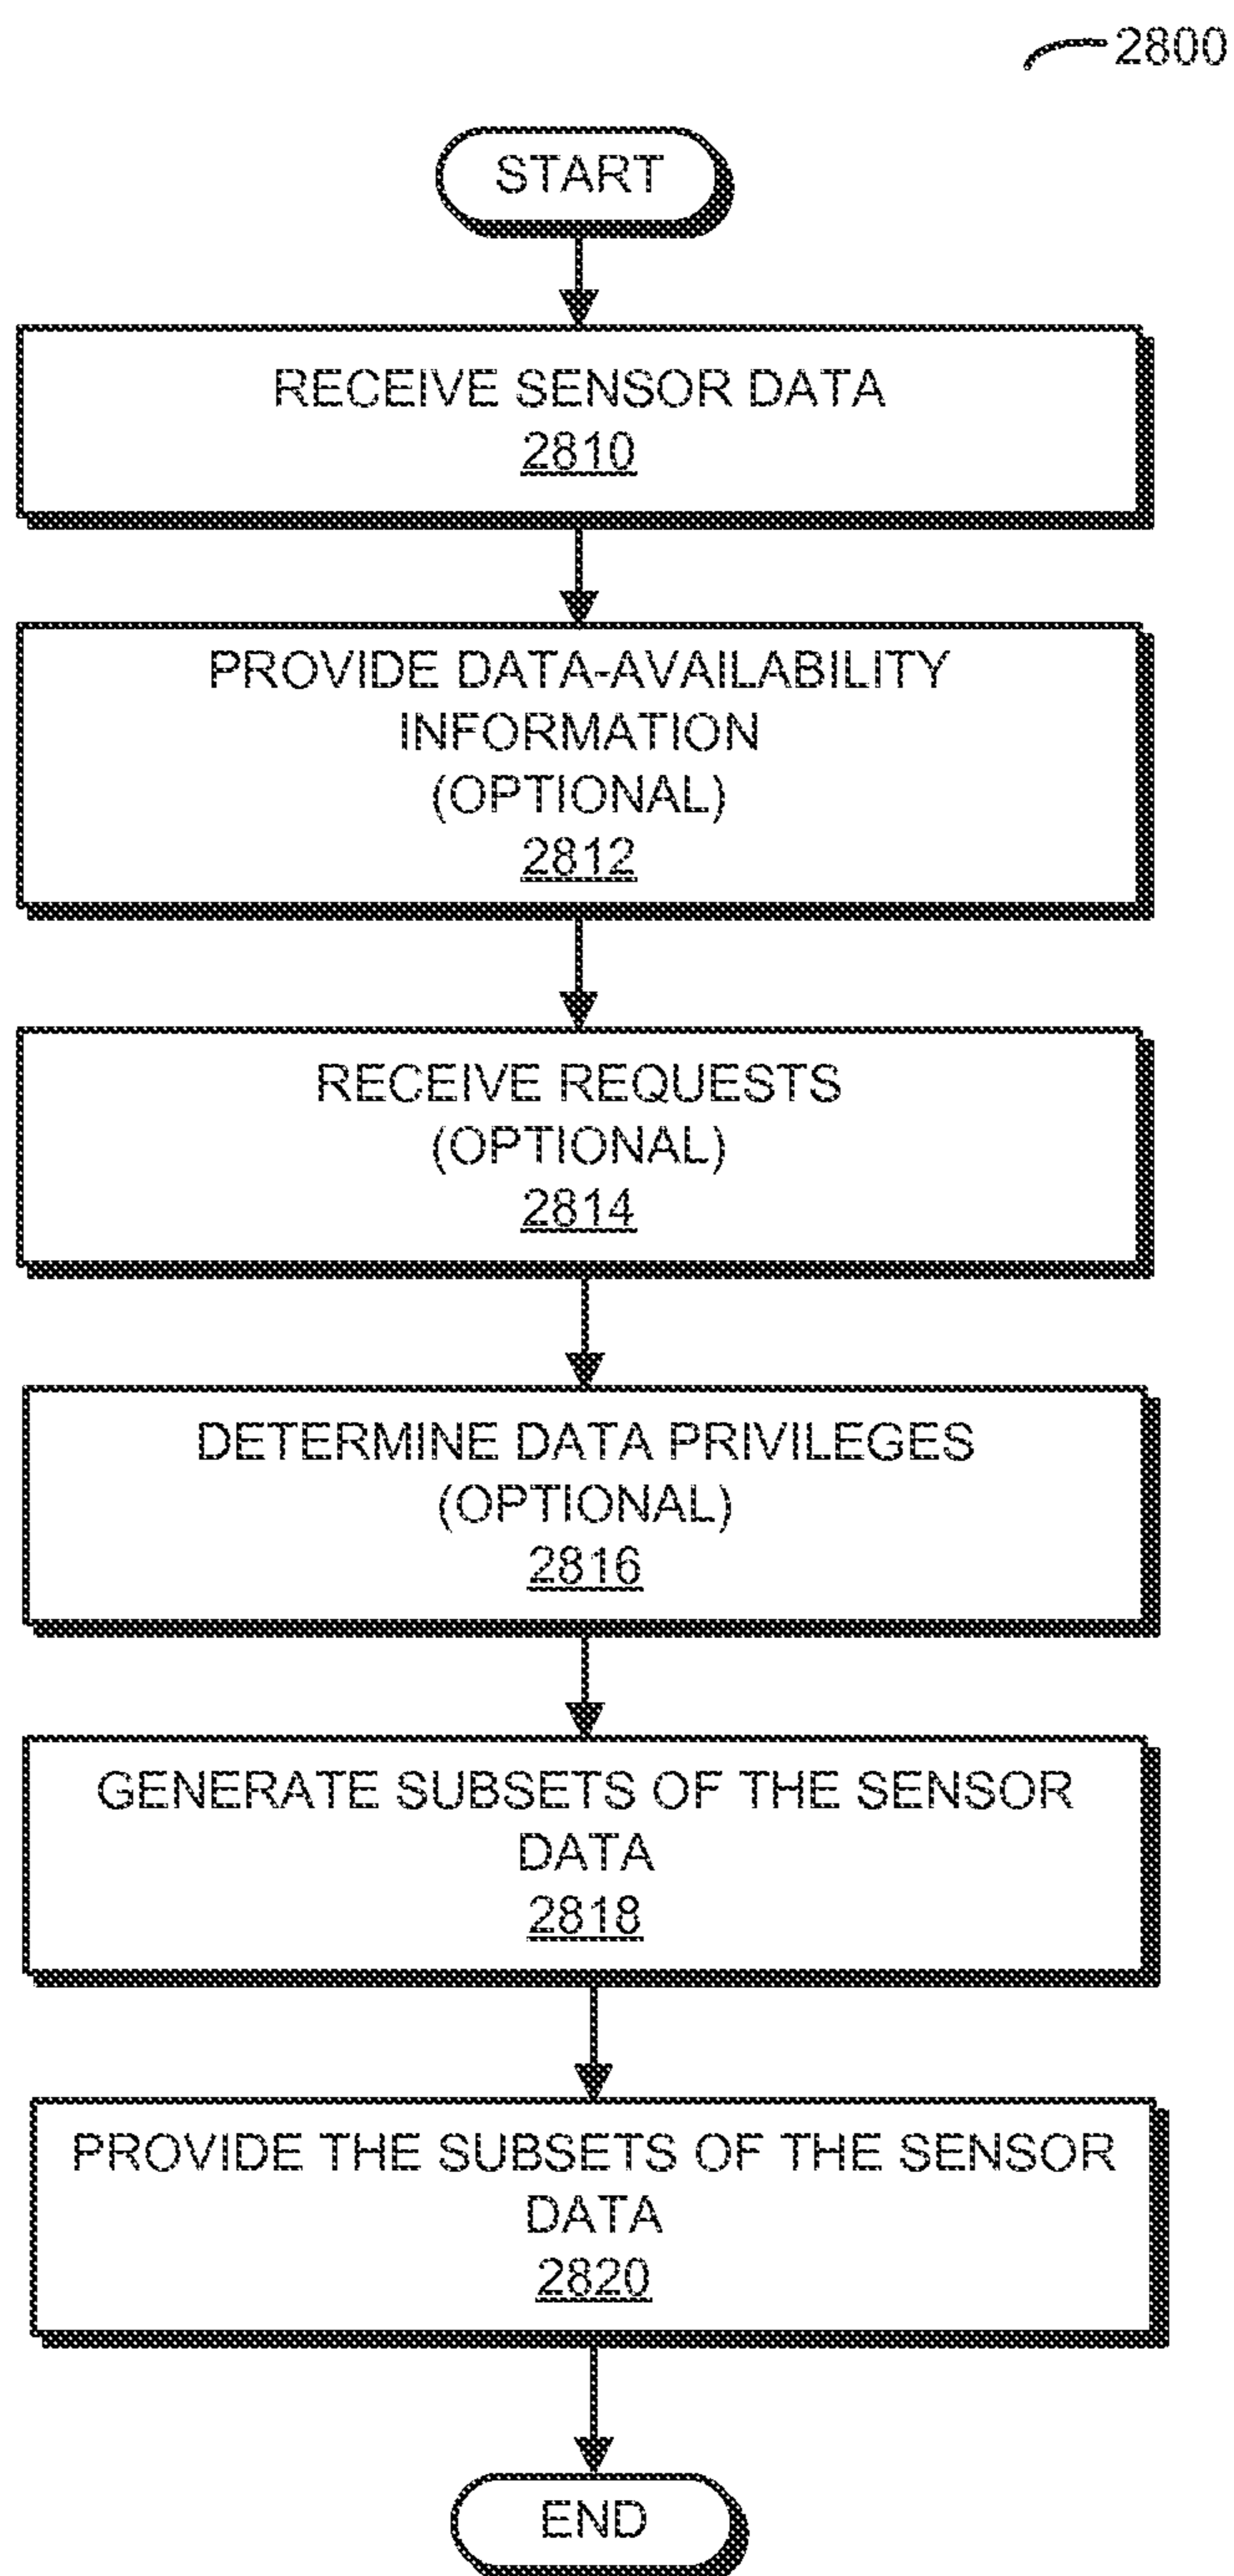 2800
START
RECEIVE SENSOR DATA
2810
PROVIDE DATA-AVAILABILITY
INFORMATION
(OPTIONAL)
2812
RECEIVE REQUESTS
(OPTIONAL)
2814
DETERMINE DATA PRIVILEGES
(OPTIONAL)
2816
GENERATE SUBSETS OF THE SENSOR
DATA
2818
PROVIDE THE SUBSETS OF THE SENSOR
DATA
2820
END